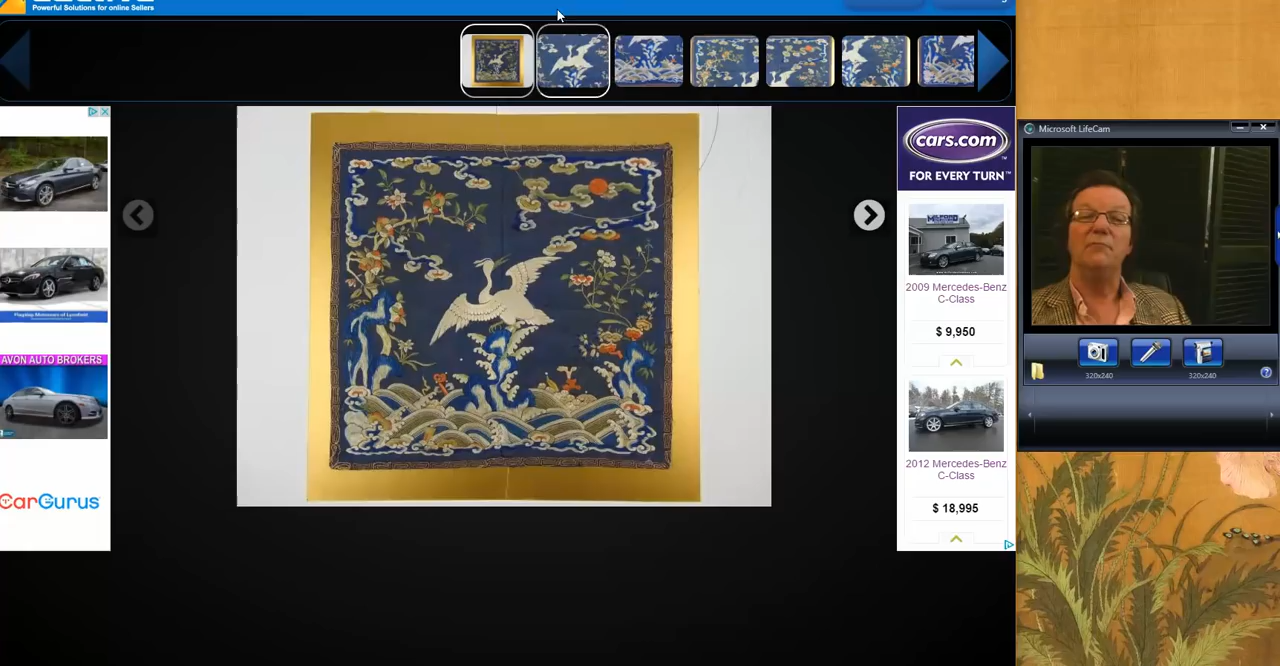 Powerful Solutions for online Sellers
cars.com
FOR EVERY TURN
TM
2009 Mercedes-Benz
C-Class
$ 9,950
2012 Mercedes-Benz
C-Class
$ 18,995
AVON AUTO BROKERS
CarGurus
Microsoft LifeCam
320x240
320x240